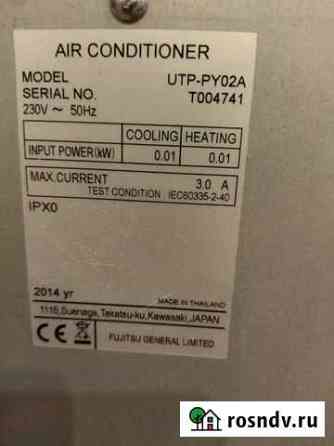 AIR CONDITIONER
MODEL UTP-PY02A
SERIAL NO. T004741
230V ~ 50Hz
COOLING HEATING
INPUT POWER(kW) 0.01 0.01
MAX.CURRENT 3.0 A
TEST CONDITION : IEC60335-2-40
IPX0
2014 yr
MADE IN THAILAND
1116,Suenaga,Takatsu-ku,Kawasaki,JAPAN
CE FUJITSU GENERAL LIMITED
rosndv.ru